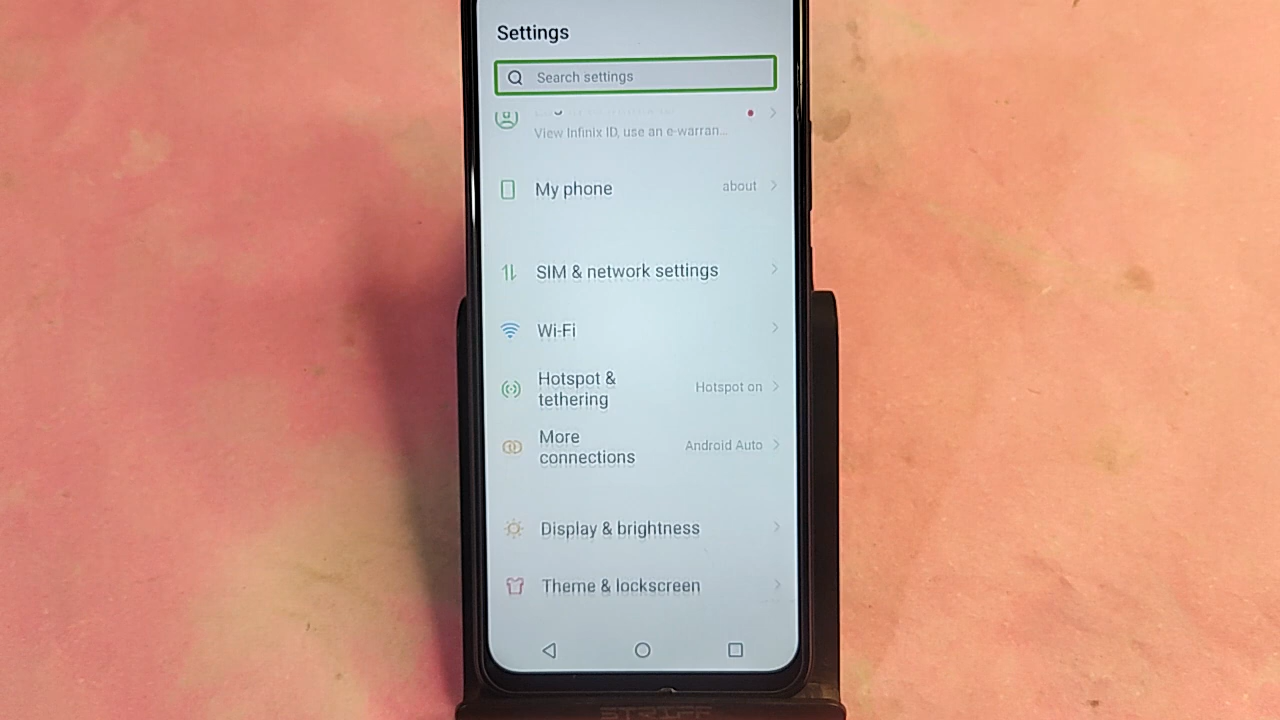 Settings
Search settings
View Infinix ID, use an e-warran...
My phone about
SIM & network settings
Wi-Fi
Hotspot &
tethering
Hotspot on
More
connections
Android Auto
Display & brightness
Theme & lockscreen
STRIFF